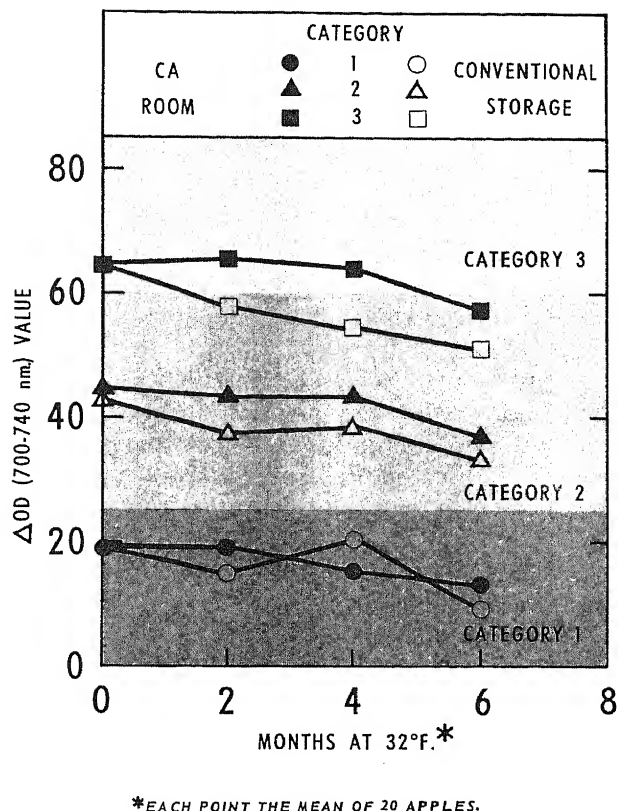 CATEGORY
CA ROOM
1
2
3
CONVENTIONAL STORAGE
80
60
40
20
0
ΔOD (700-740 nm.) VALUE
CATEGORY 3
CATEGORY 2
CATEGORY 1
0 2 4 6 8
MONTHS AT 32°F.*
*EACH POINT THE MEAN OF 20 APPLES.